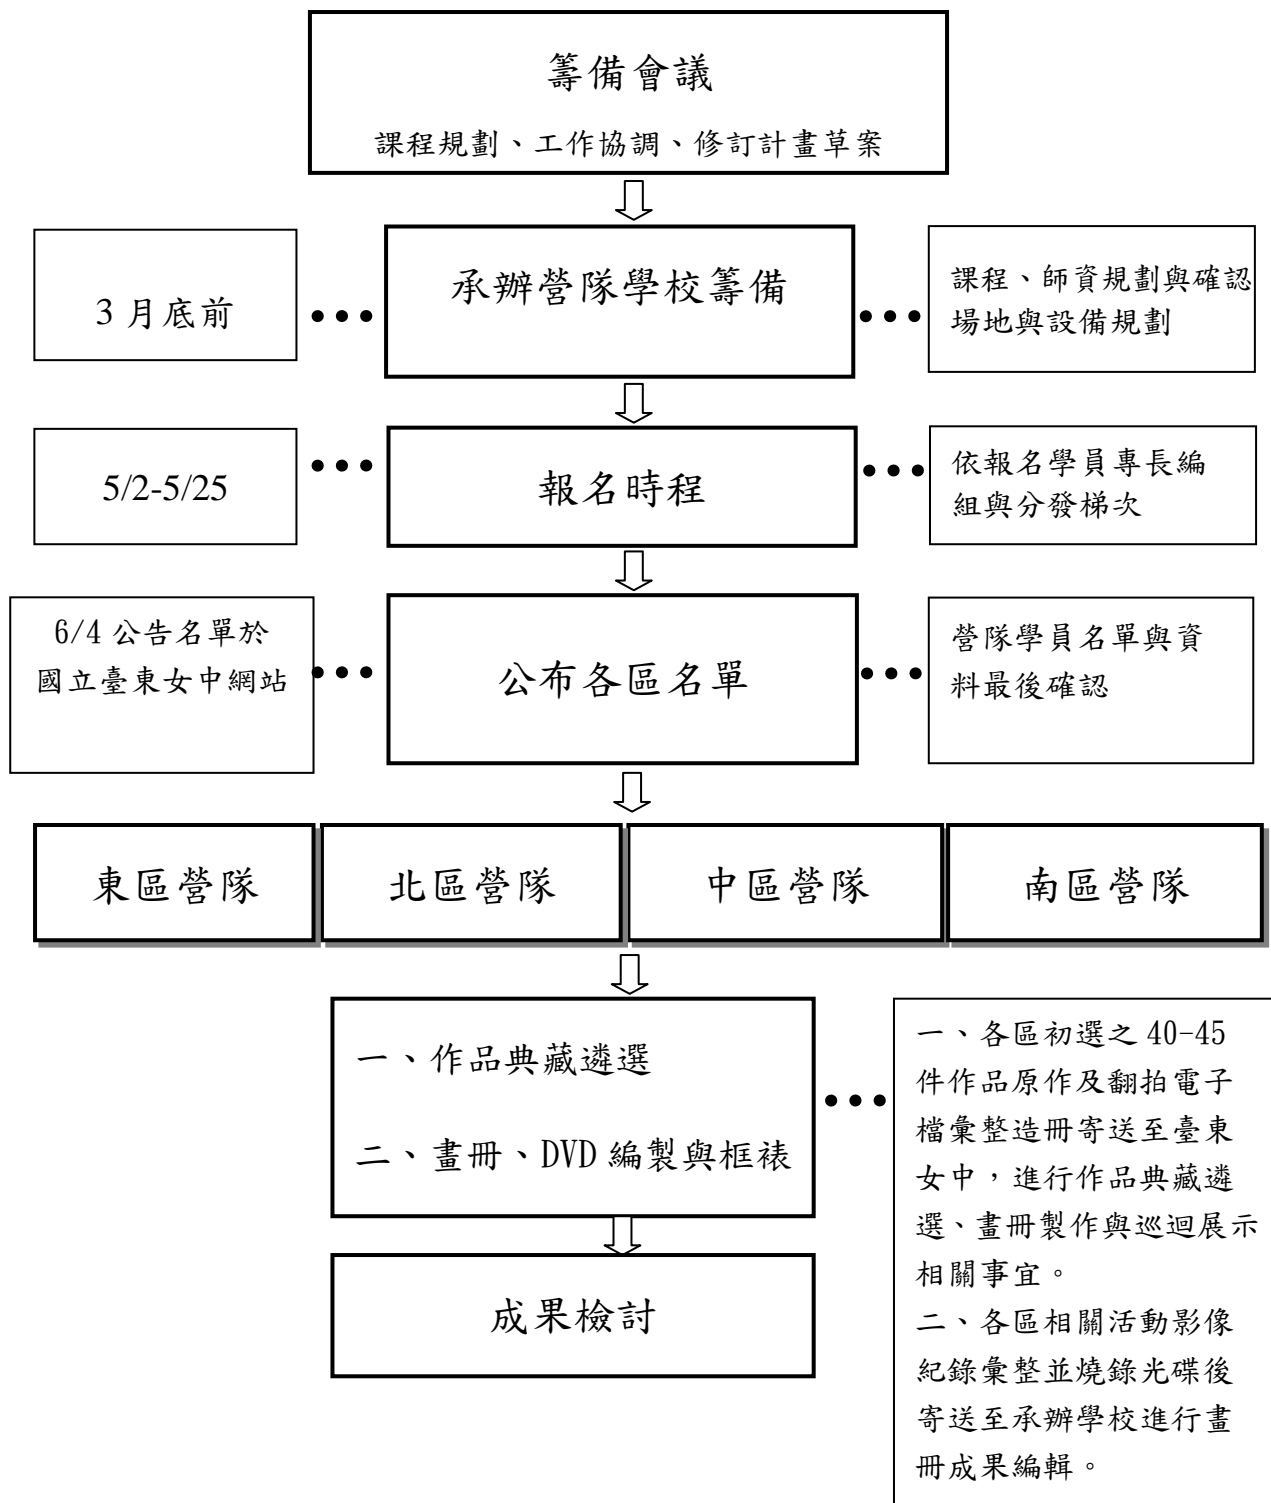 籌備會議
課程規劃、工作協調、修訂計畫草案
3 月底前
承辦營隊學校籌備
課程、師資規劃與確認
場地與設備規劃
5/2-5/25
報名時程
依報名學員專長編
組與分發梯次
6/4 公告名單於
國立臺東女中網站
公布各區名單
營隊學員名單與資
料最後確認
東區營隊
北區營隊
中區營隊
南區營隊
一、作品典藏遴選
二、畫冊、DVD 編製與框裱
一、各區初選之 40-45
件作品原作及翻拍電子
檔彙整造冊寄送至臺東
女中，進行作品典藏遴
選、畫冊製作與巡迴展示
相關事宜。
二、各區相關活動影像
紀錄彙整並燒錄光碟後
寄送至承辦學校進行畫
冊成果編輯。
成果檢討